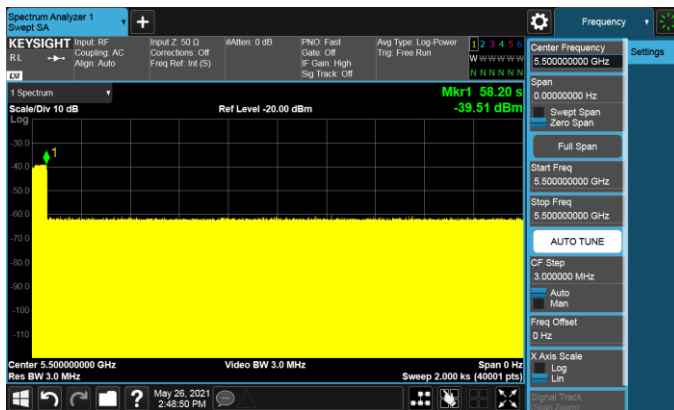 Spectrum Analyzer 1
Swept SA
+
Frequency
KEYSIGHT
RL
LXI
Input: RF
Coupling: AC
Align: Auto
Input Z: 50 Ω
Corrections: Off
Freq Ref: Int (S)
#Atten: 0 dB
PNO: Fast
Gate: Off
IF Gain: High
Sig Track: Off
Avg Type: Log-Power
Trig: Free Run
1 2 3 4 5 6
W W W W W W
N N N N N N
Center Frequency
5.500000000 GHz
Settings
Span
0.00000000 Hz
Swept Span
Zero Span
Full Span
Start Freq
5.500000000 GHz
Stop Freq
5.500000000 GHz
AUTO TUNE
CF Step
3.000000 MHz
Auto
Man
Freq Offset
0 Hz
X Axis Scale
Log
Lin
Signal Track
(Span Zoom)
1 Spectrum
Scale/Div 10 dB
Log
Ref Level -20.00 dBm
Mkr1 58.20 s
-39.51 dBm
1
-30.0
-40.0
-50.0
-60.0
-70.0
-80.0
-90.0
-100
-110
Center 5.500000000 GHz
Res BW 3.0 MHz
Video BW 3.0 MHz
Span 0 Hz
Sweep 2.000 ks (40001 pts)
?
May 26, 2021
2:48:50 PM